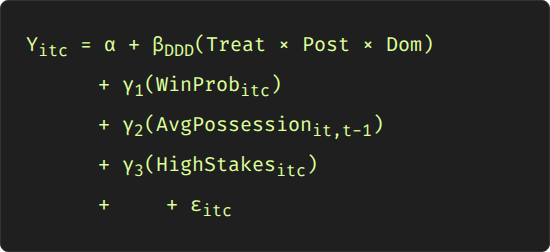 Yitc = α + βDDD(Treat × Post × Dom)
+ γ1(WinProbitc)
+ γ2(AvgPossessionit,t-1)
+ γ3(HighStakesitc)
+ + εitc